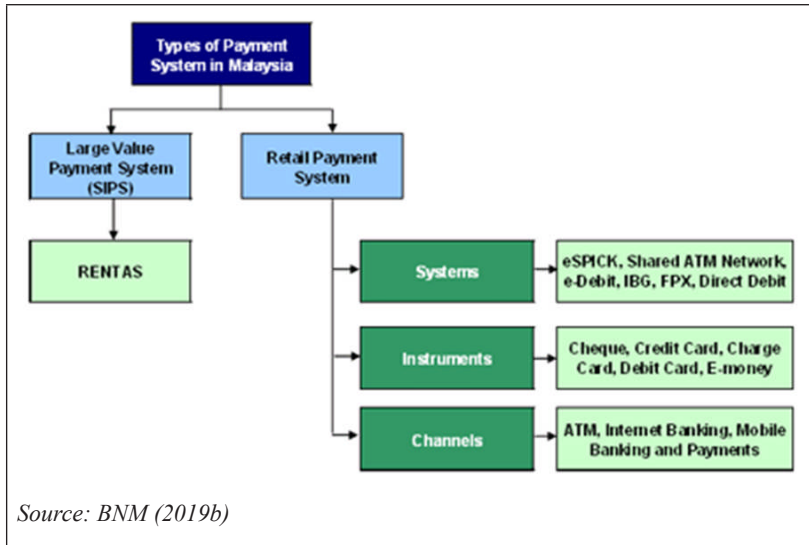 Types of Payment
System in Malaysia
Large Value
Payment System
(SIPS)
Retail Payment
System
RENTAS
Systems
eSPICK, Shared ATM Network,
e-Debit, IBG, FPX, Direct Debit
Instruments
Cheque, Credit Card, Charge
Card, Debit Card, E-money
Channels
ATM, Internet Banking, Mobile
Banking and Payments
Source: BNM (2019b)